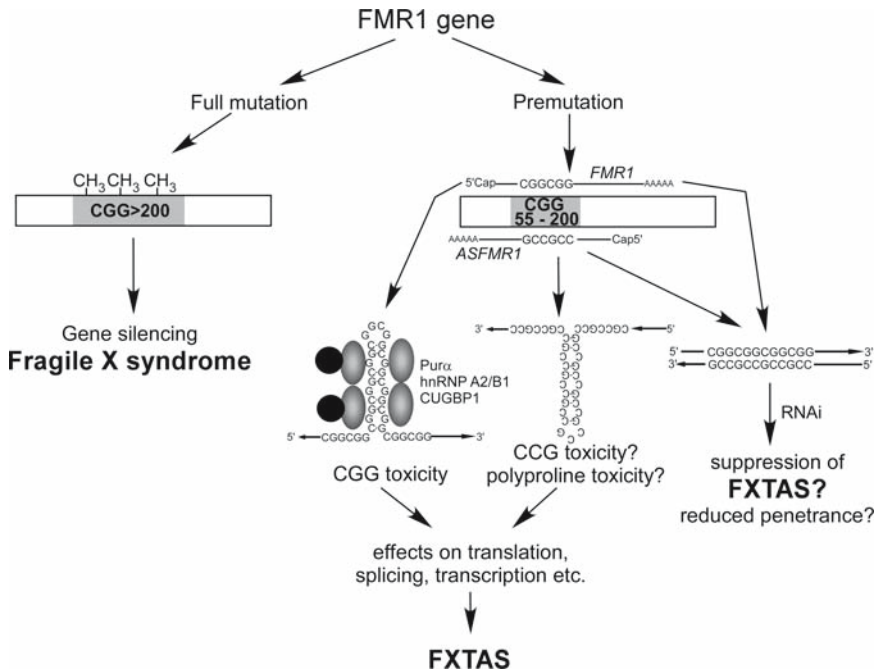 FMR1 gene
Full mutation
Premutation
CH3 CH3 CH3
CGG>200
Gene silencing
Fragile X syndrome
5'Cap CGGCGG FMR1 AAAAA
CGG
55 - 200
AAAAA GCCGCC Cap5'
ASFMR1
Purα
hnRNP A2/B1
CUGBP1
5' CGGCGG CGGCGG 3'
CGG toxicity
3' 5'
CCG toxicity?
polyproline toxicity?
5' CGGCGGCGGCGG 3'
3' GCCGCCGCCGCC 5'
RNAi
suppression of
FXTAS?
reduced penetrance?
effects on translation,
splicing, transcription etc.
FXTAS